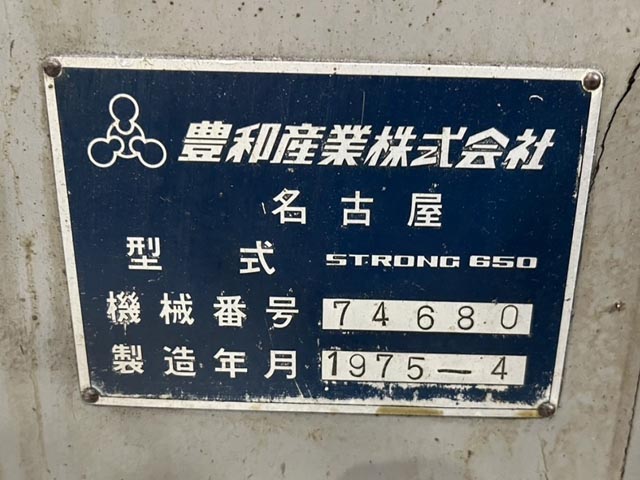 豊和産業株式会社
名古屋
型式 STRONG 650
機械番号 74680
製造年月 1975-4